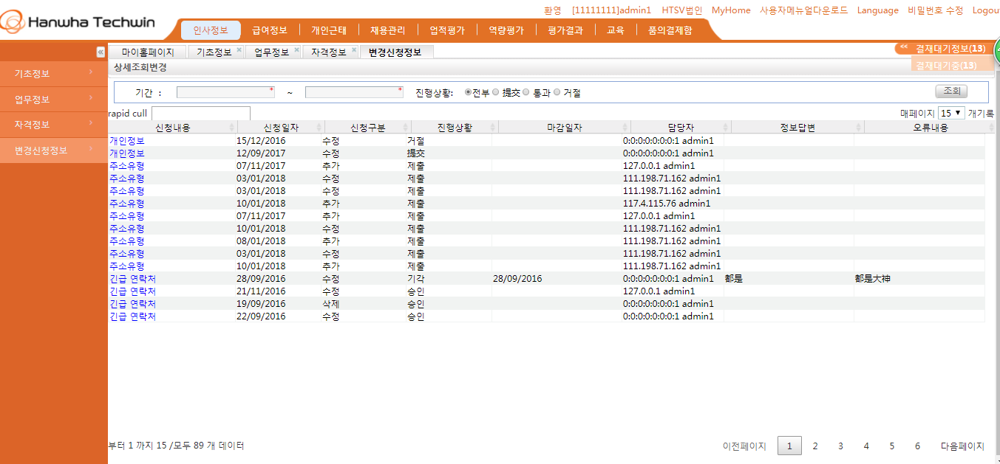 환영 [11111111]admin1 HTSV법인 MyHome 사용자메뉴얼다운로드 Language 비밀번호 수정 Logou
Hanwha Techwin
인사정보 급여정보 개인근태 채용관리 업적평가 역량평가 평가결과 교육 품의결제함
« 마이홈페이지 기초정보 × 업무정보 × 자격정보 × 변경신청정보 << 결재대기정보(13)
결재대기중(13)
상세조회변경
기초정보
업무정보
자격정보
변경신청정보
기간 : * ~ * 진행상황: 전부 提交 통과 거절 조회
rapid cull 매페이지 15 개기록
신청내용 신청일자 신청구분 진행상황 마감일자 담당자 정보답변 오류내용
개인정보 15/12/2016 수정 거절 0:0:0:0:0:0:0:1 admin1
개인정보 12/09/2017 수정 提交 0:0:0:0:0:0:0:1 admin1
주소유형 07/11/2017 추가 제출 127.0.0.1 admin1
주소유형 03/01/2018 수정 제출 111.198.71.162 admin1
주소유형 03/01/2018 수정 제출 111.198.71.162 admin1
주소유형 10/01/2018 추가 제출 117.4.115.76 admin1
주소유형 07/11/2017 추가 제출 127.0.0.1 admin1
주소유형 10/01/2018 수정 제출 111.198.71.162 admin1
주소유형 08/01/2018 추가 제출 111.198.71.162 admin1
주소유형 03/01/2018 수정 제출 111.198.71.162 admin1
주소유형 10/01/2018 추가 제출 111.198.71.162 admin1
긴급 연락처 28/09/2016 수정 기각 28/09/2016 0:0:0:0:0:0:0:1 admin1 都是 都是大神
긴급 연락처 21/11/2016 수정 승인 127.0.0.1 admin1
긴급 연락처 19/09/2016 삭제 승인 0:0:0:0:0:0:0:1 admin1
긴급 연락처 22/09/2016 수정 승인 0:0:0:0:0:0:0:1 admin1
부터 1 까지 15 /모두 89 개 데이터 이전페이지 1 2 3 4 5 6 다음페이지